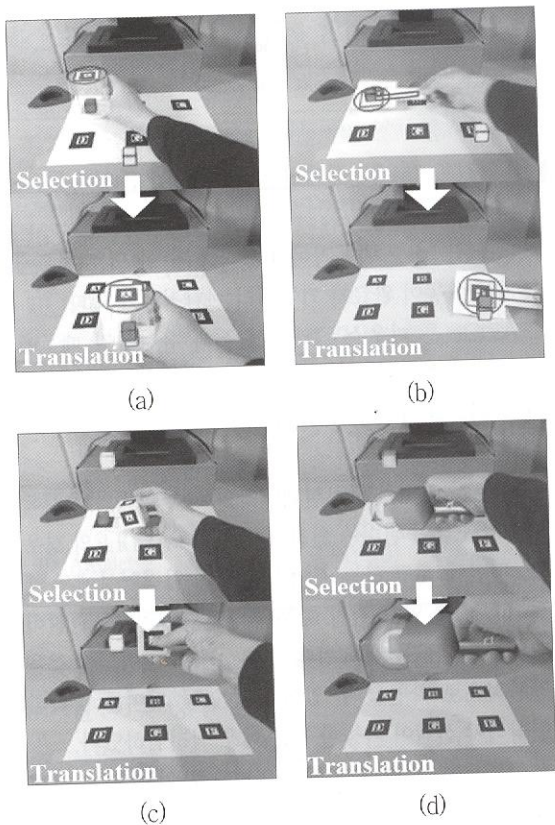 G
Selection
Selection
A
G
Translation
A B
G
Translation
(a)
(b)
B
G
Selection
G
Selection
A B
G
Translation
A B
G
Translation
(c)
(d)